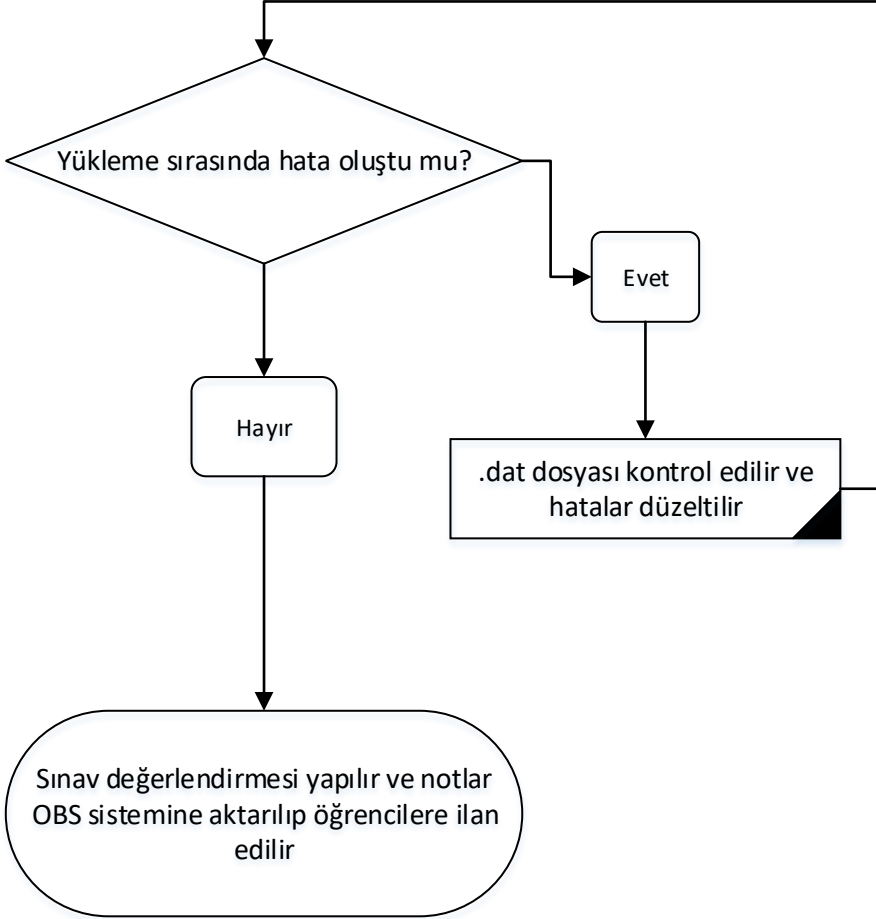 Yükleme sırasında hata oluştu mu?
Evet
Hayır
.dat dosyası kontrol edilir ve
hatalar düzeltilir
Sınav değerlendirmesi yapılır ve notlar
OBS sistemine aktarılıp öğrencilere ilan
edilir